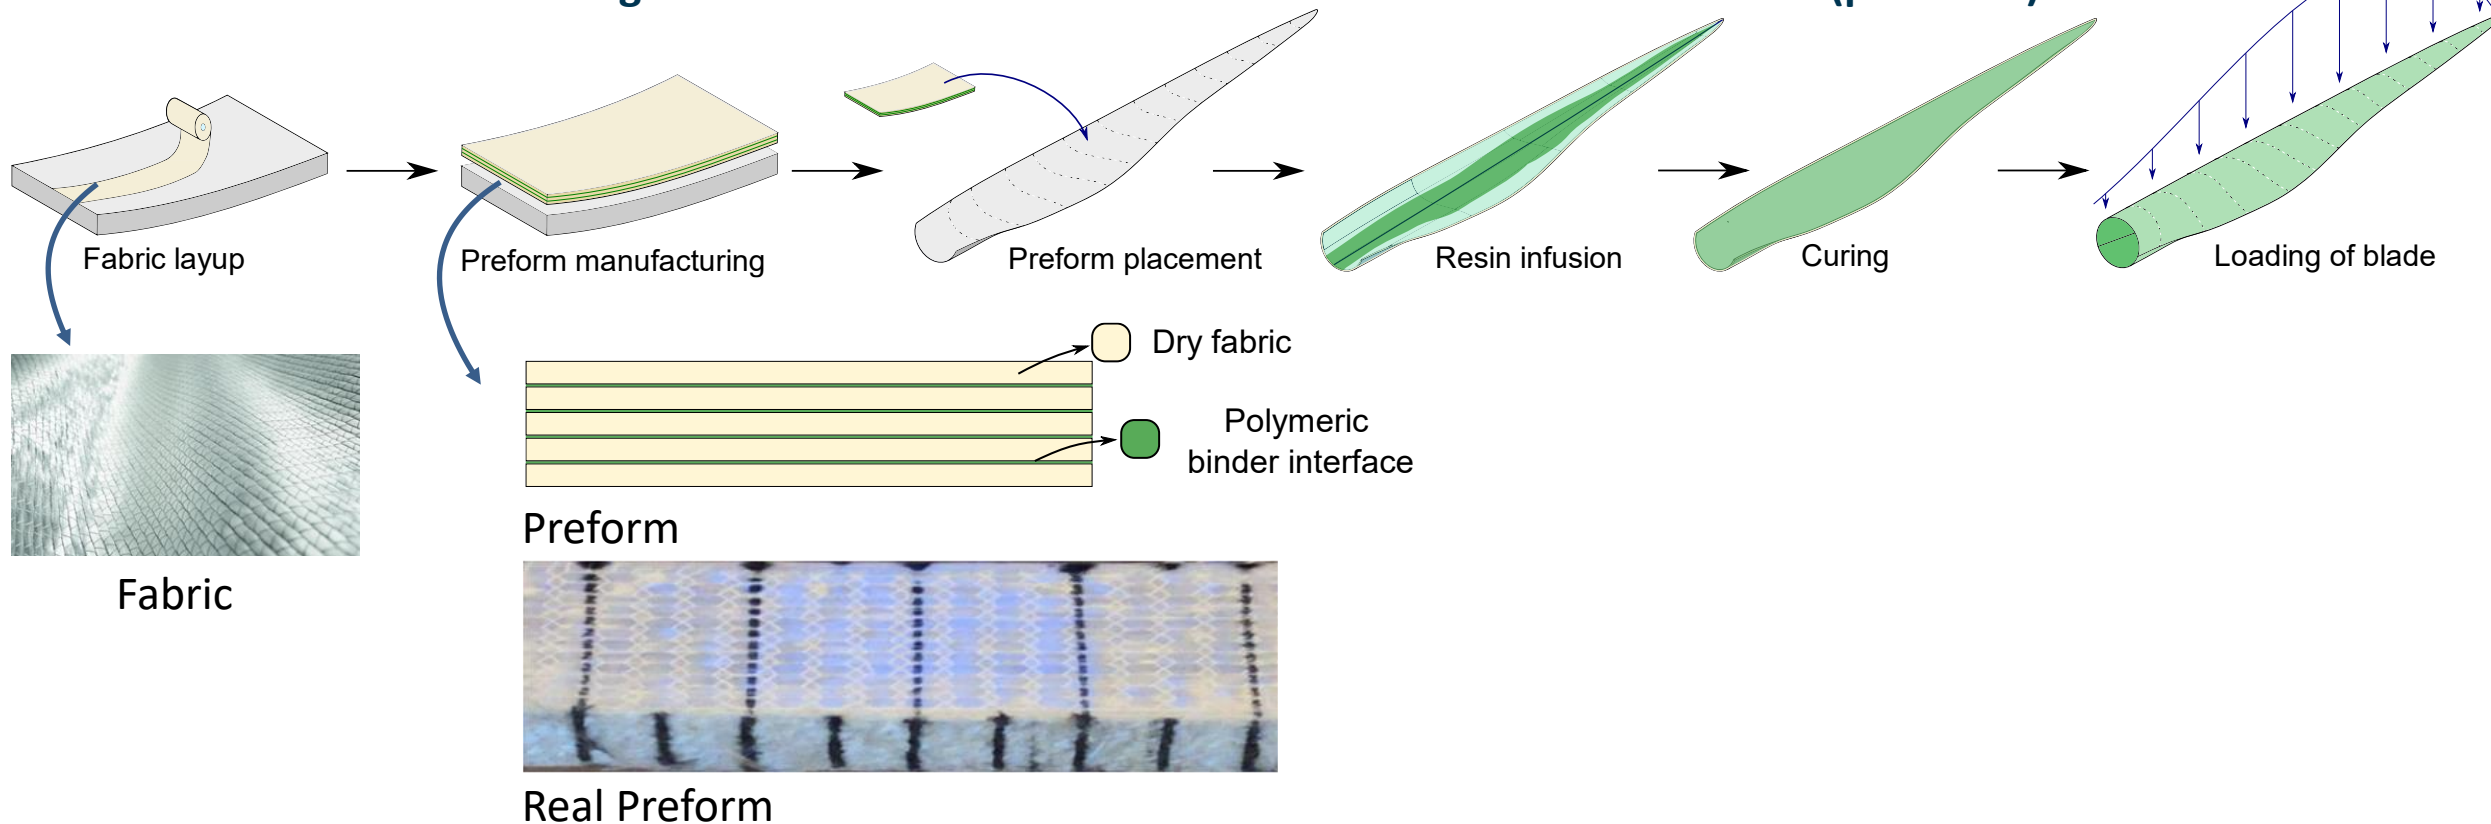 Fabric layup
Preform manufacturing
Preform placement
Resin infusion
Curing
Loading of blade
Dry fabric
Polymeric
binder interface
Preform
Fabric
Real Preform